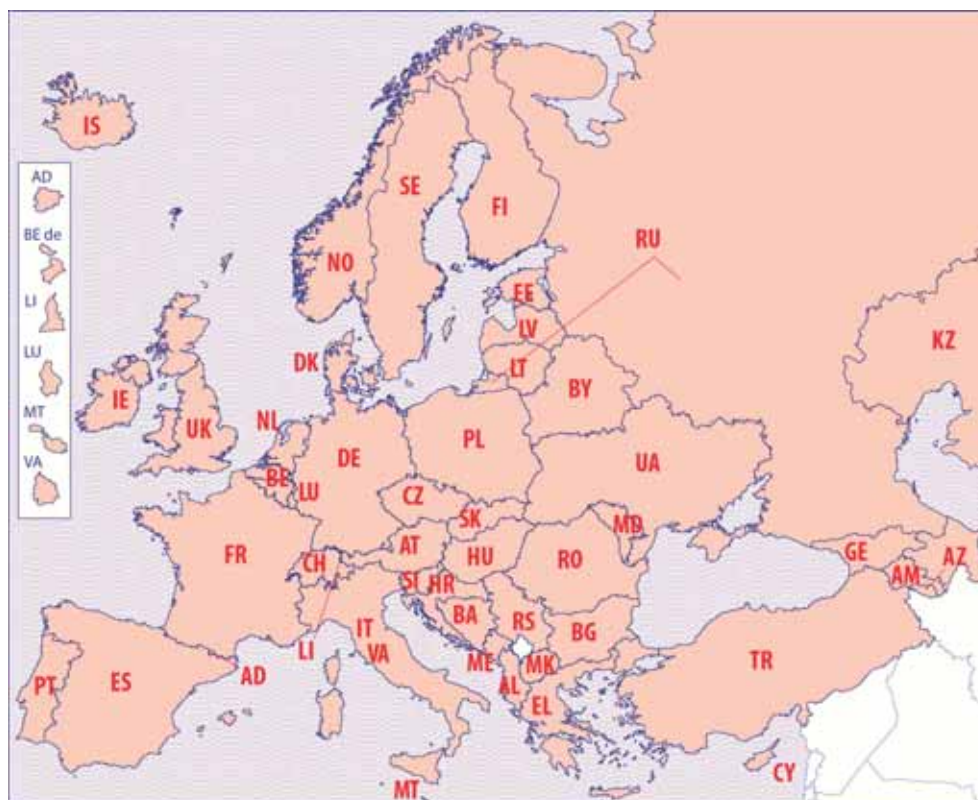 IS
AD
BE de
LI
LU
MT
VA
SE
FI
NO
RU
EE
LV
LT
DK
BY
KZ
IE
UK
NL
BE
LU
DE
PL
UA
CZ
SK
MD
FR
CH
AT
HU
RO
GE
AM
AZ
SI
HR
BA
RS
BG
IT
VA
LI
ME
MK
AL
EL
TR
PT
ES
AD
MT
CY